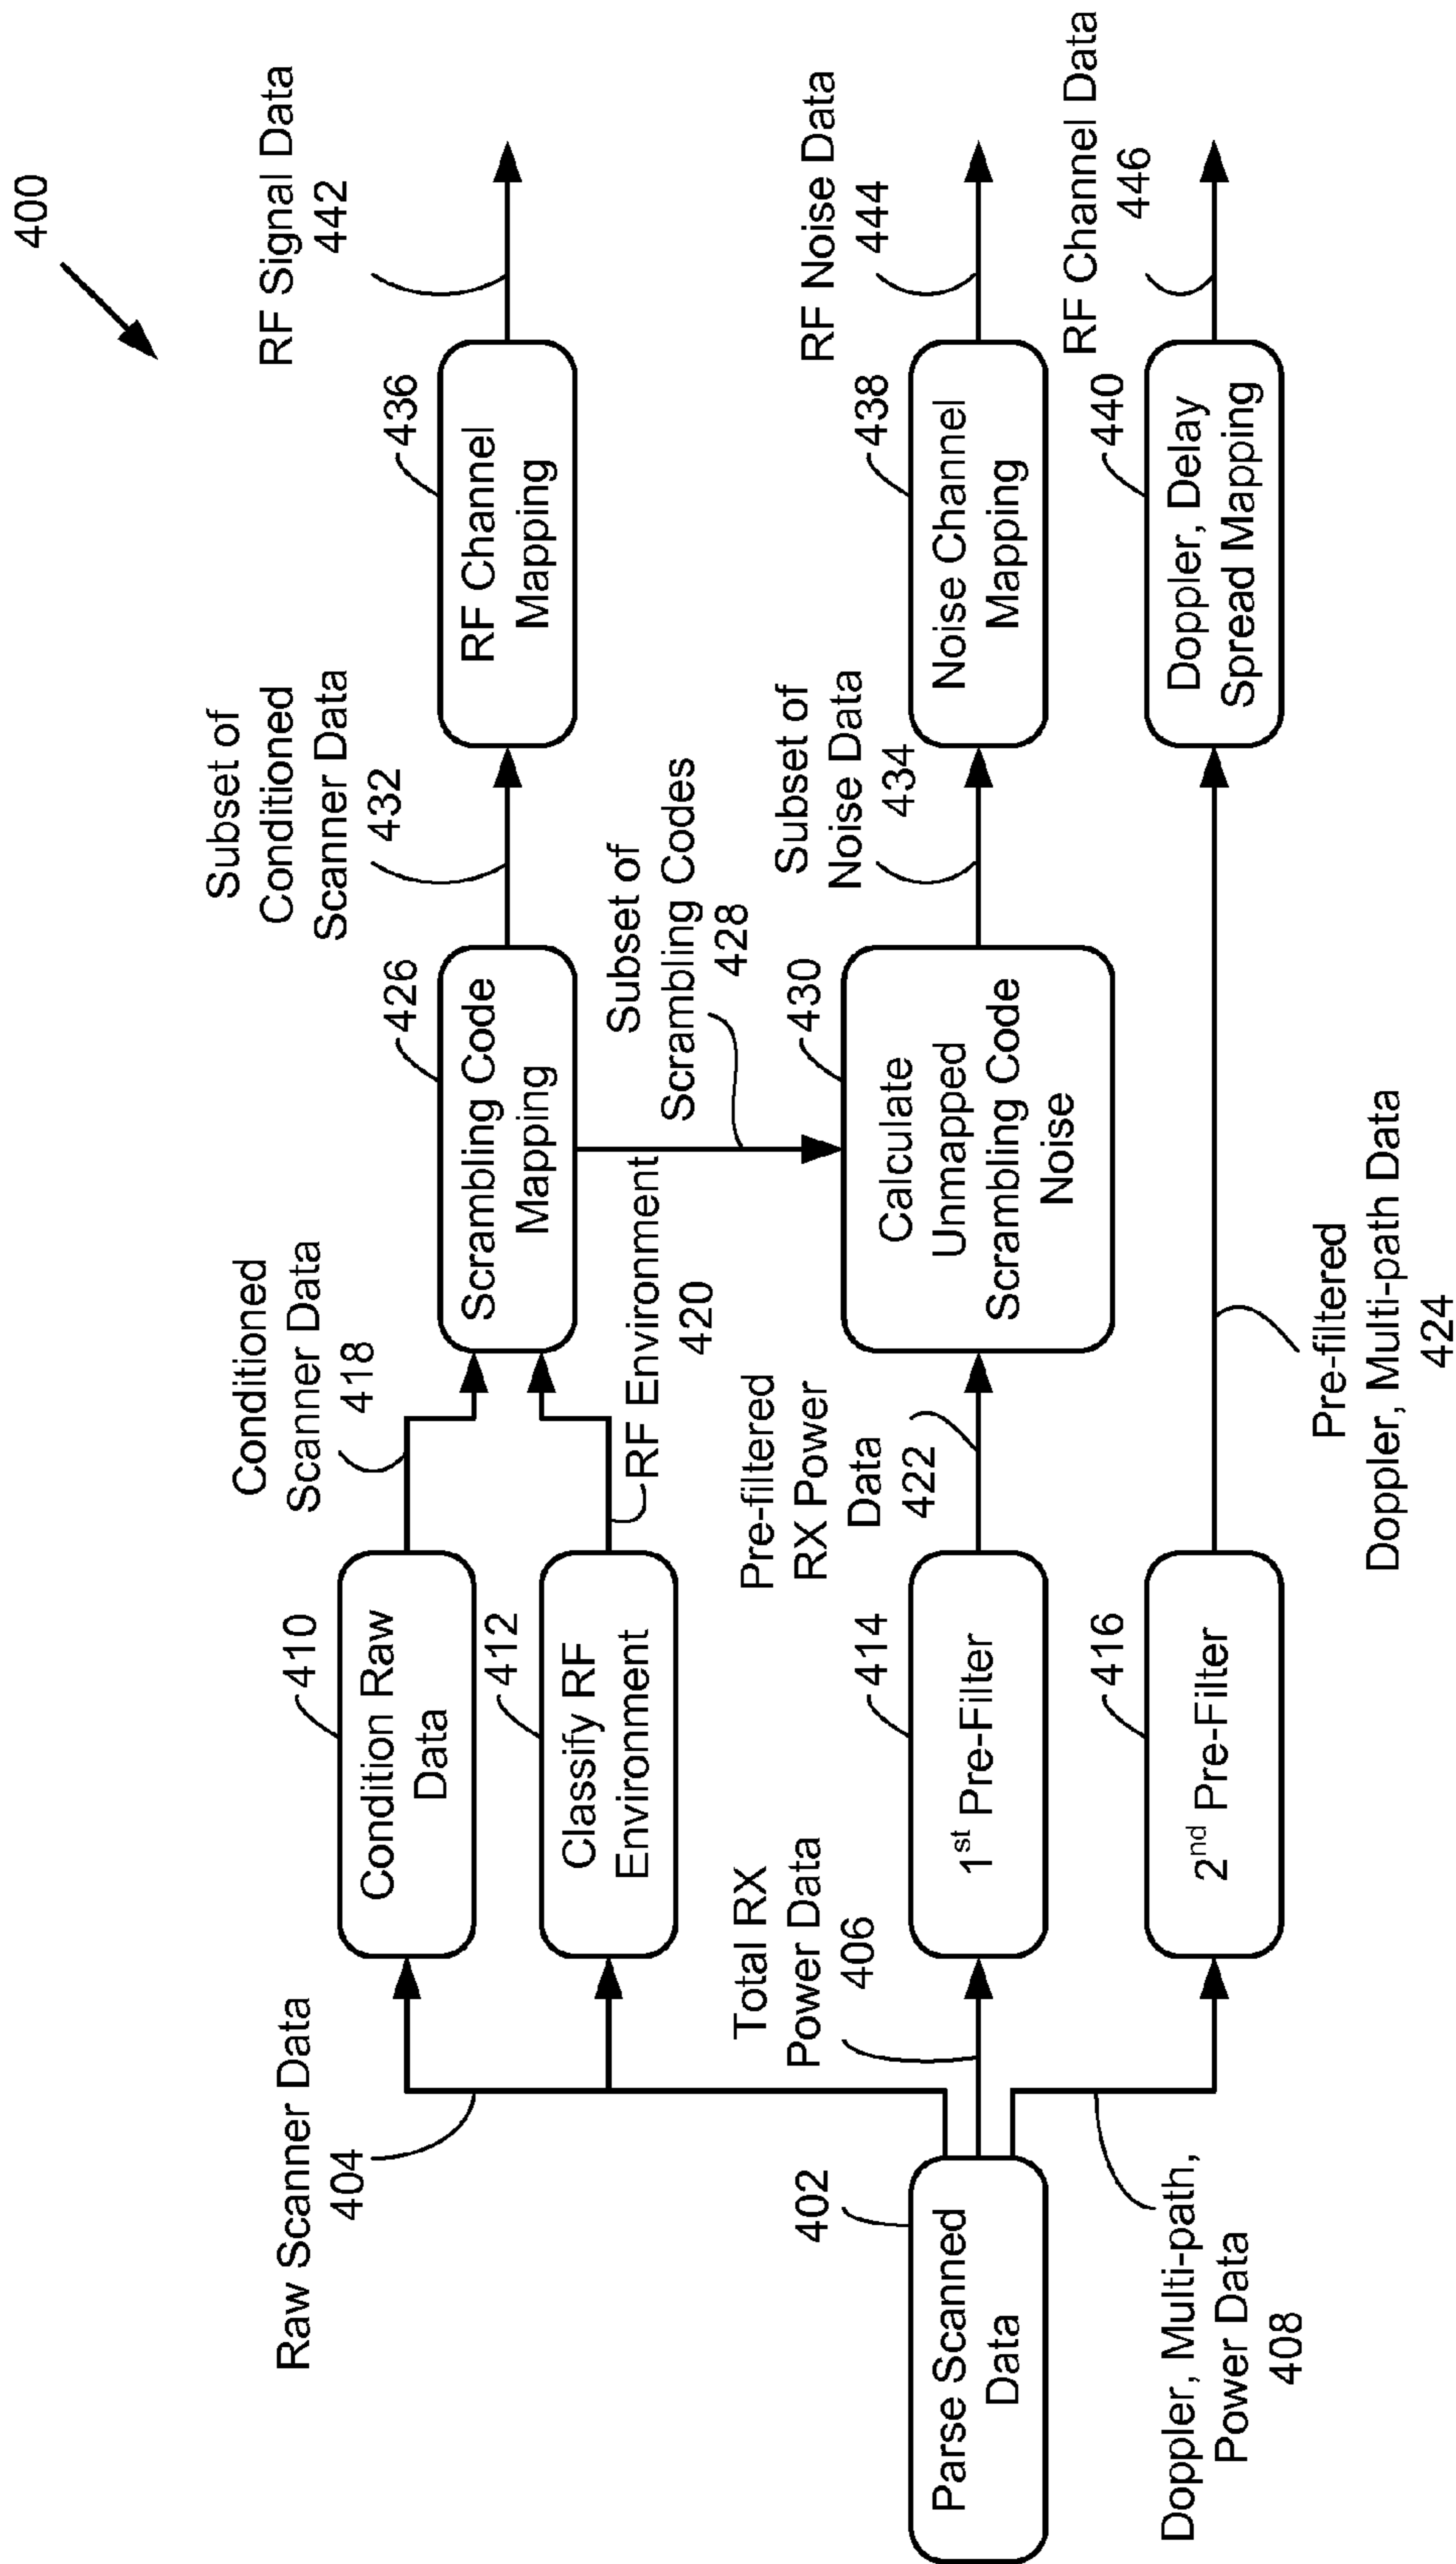 400
Raw Scanner Data
404
402
Parse Scanned
Data
Total RX
Power Data
406
Doppler, Multi-path,
Power Data
408
410
Condition Raw
Data
412
Classify RF
Environment
414
1st Pre-Filter
416
2nd Pre-Filter
Conditioned
Scanner Data
418
RF Environment
420
Pre-filtered
RX Power
Data
422
Pre-filtered
Doppler, Multi-path Data
424
426
Scrambling Code
Mapping
Subset of
Scrambling Codes
428
430
Calculate
Unmapped
Scrambling Code
Noise
Subset of
Conditioned
Scanner Data
432
Subset of
Noise Data
434
436
RF Channel
Mapping
438
Noise Channel
Mapping
440
Doppler, Delay
Spread Mapping
RF Signal Data
442
RF Noise Data
444
RF Channel Data
446